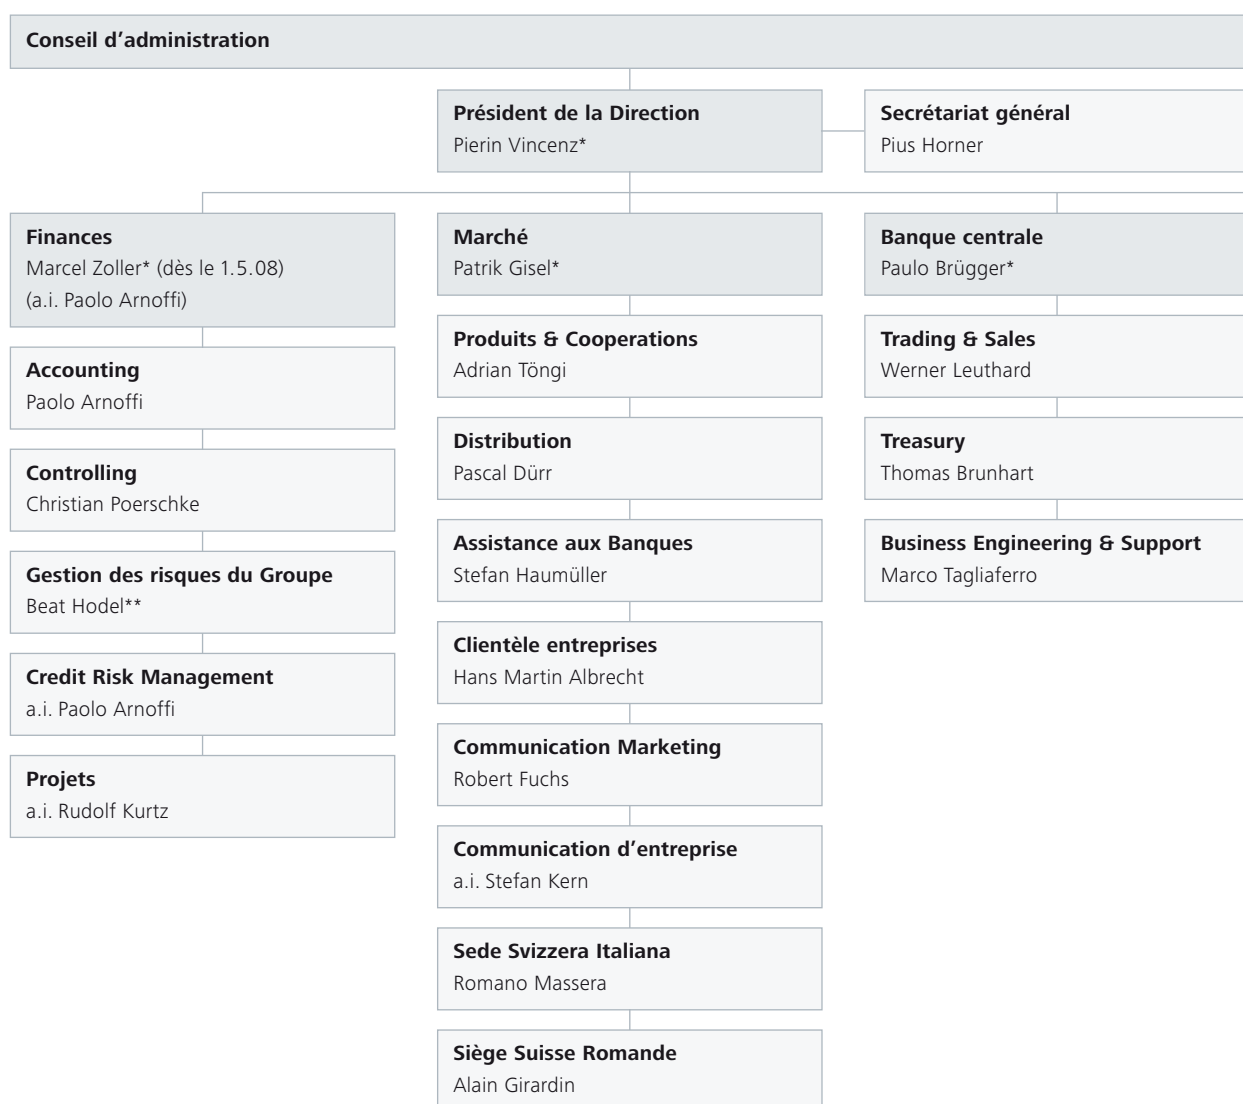 Conseil d’administration
Président de la Direction
Pierin Vincenz*
Secrétariat général
Pius Horner
Finances
Marcel Zoller* (dès le 1.5.08)
(a.i. Paolo Arnoffi)
Accounting
Paolo Arnoffi
Controlling
Christian Poerschke
Gestion des risques du Groupe
Beat Hodel**
Credit Risk Management
a.i. Paolo Arnoffi
Projets
a.i. Rudolf Kurtz
Marché
Patrik Gisel*
Produits & Cooperations
Adrian Töngi
Distribution
Pascal Dürr
Assistance aux Banques
Stefan Haumüller
Clientèle entreprises
Hans Martin Albrecht
Communication Marketing
Robert Fuchs
Communication d’entreprise
a.i. Stefan Kern
Sede Svizzera Italiana
Romano Massera
Siège Suisse Romande
Alain Girardin
Banque centrale
Paulo Brügger*
Trading & Sales
Werner Leuthard
Treasury
Thomas Brunhart
Business Engineering & Support
Marco Tagliaferro